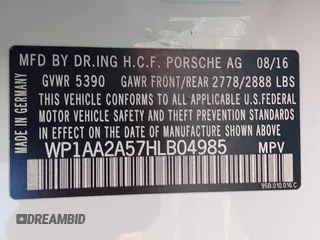 MFD BY DR.ING H.C.F. PORSCHE AG 08/16
GVWR 5390 GAWR FRONT/REAR 2778/2888 LBS
THIS VEHICLE CONFORMS TO ALL APPLICABLE U.S.FEDERAL
MOTOR VEHICLE SAFETY AND THEFT PREVENTION
STANDARDS IN EFFECT ON THE DATE OF MANUFACTURE
SHOWN ABOVE
WP1AA2A57HLB04985 MPV
MADE IN GERMANY
95B.010.016.C
DREAMBID